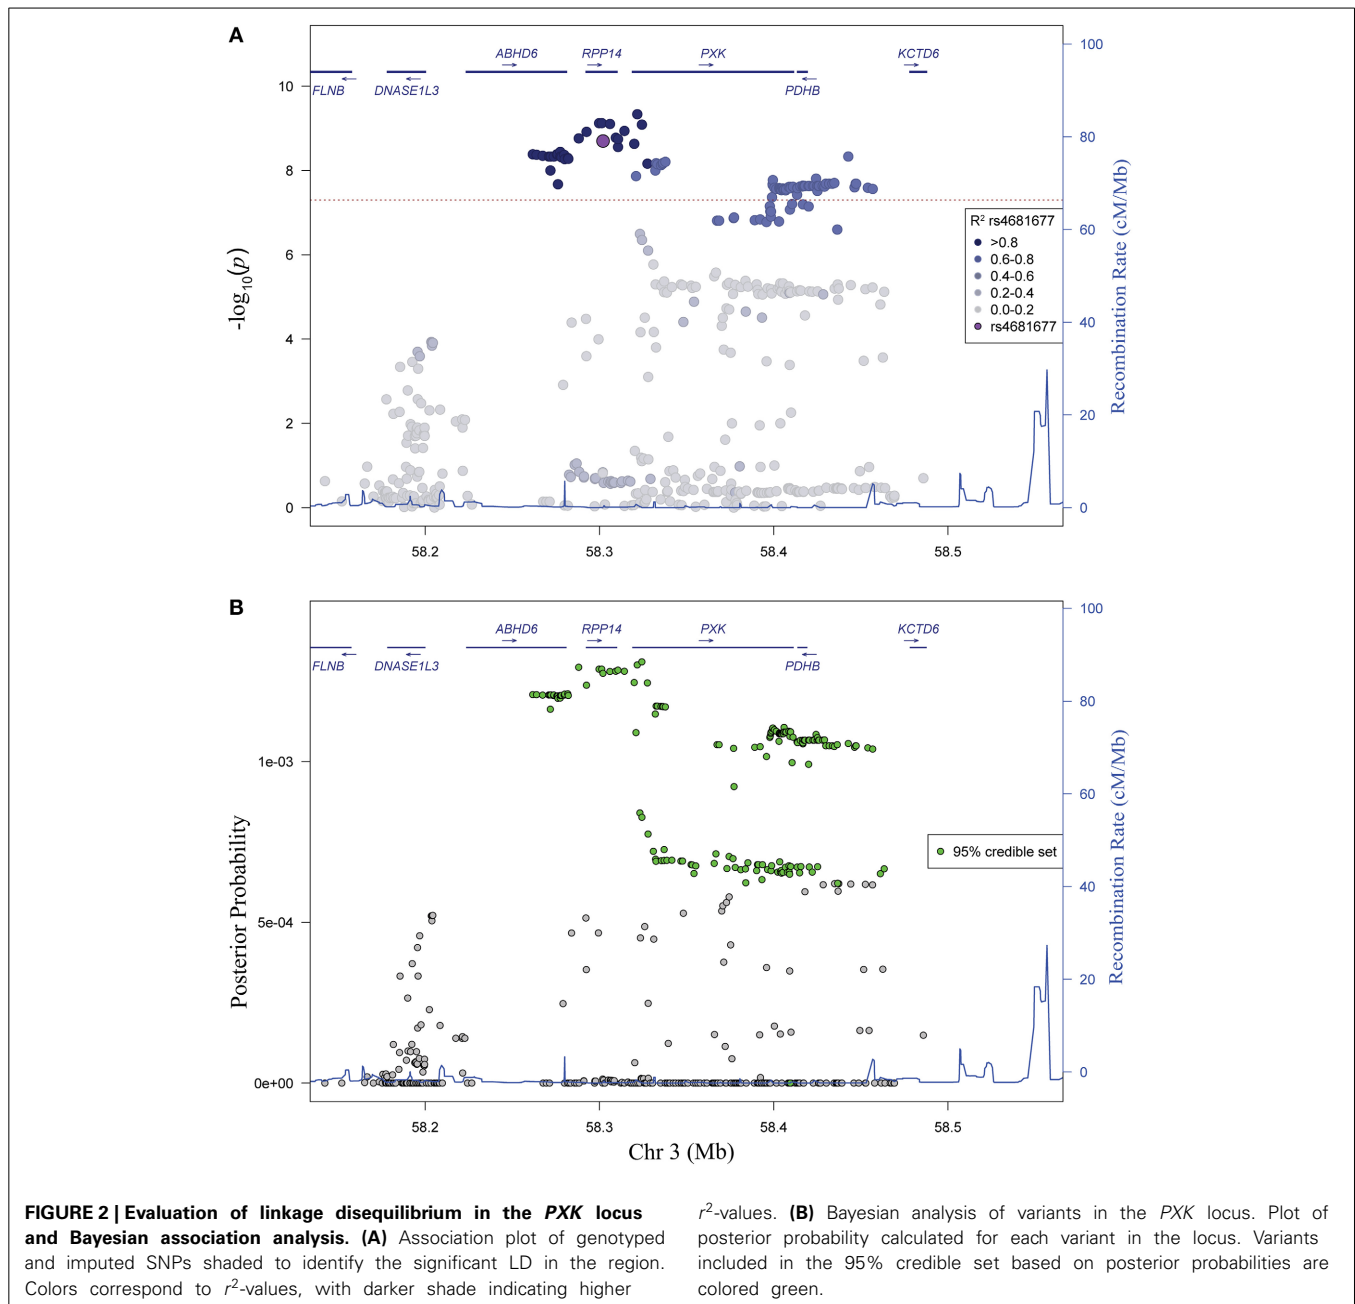 A
ABHD6
RPP14
PXK
KCTD6
FLNB
DNASE1L3
PDHB
100
80
60
40
20
0
10
8
6
4
2
0
-log10(p)
Recombination Rate (cM/Mb)
R² rs4681677
>0.8
0.6-0.8
0.4-0.6
0.2-0.4
0.0-0.2
rs4681677
58.2
58.3
58.4
58.5
B
ABHD6
RPP14
PXK
KCTD6
FLNB
DNASE1L3
PDHB
100
80
60
40
20
0
1e-03
5e-04
0e+00
Posterior Probability
Recombination Rate (cM/Mb)
95% credible set
58.2
58.3
58.4
58.5
Chr 3 (Mb)
FIGURE 2 | Evaluation of linkage disequilibrium in the PXK locus
and Bayesian association analysis. (A) Association plot of genotyped
and imputed SNPs shaded to identify the significant LD in the region.
Colors correspond to r²-values, with darker shade indicating higher
r²-values. (B) Bayesian analysis of variants in the PXK locus. Plot of
posterior probability calculated for each variant in the locus. Variants
included in the 95% credible set based on posterior probabilities are
colored green.